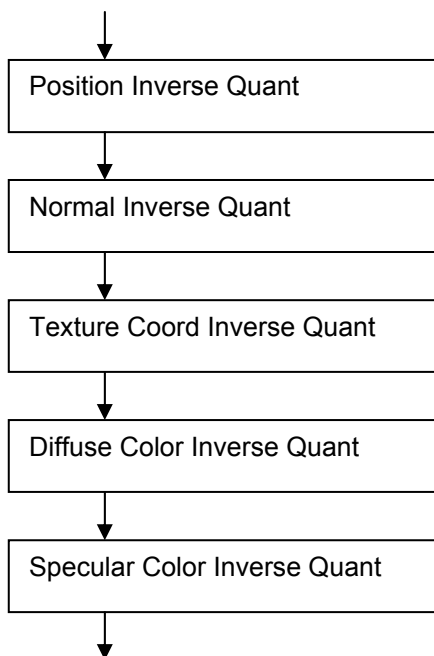 Position Inverse Quant
Normal Inverse Quant
Texture Coord Inverse Quant
Diffuse Color Inverse Quant
Specular Color Inverse Quant